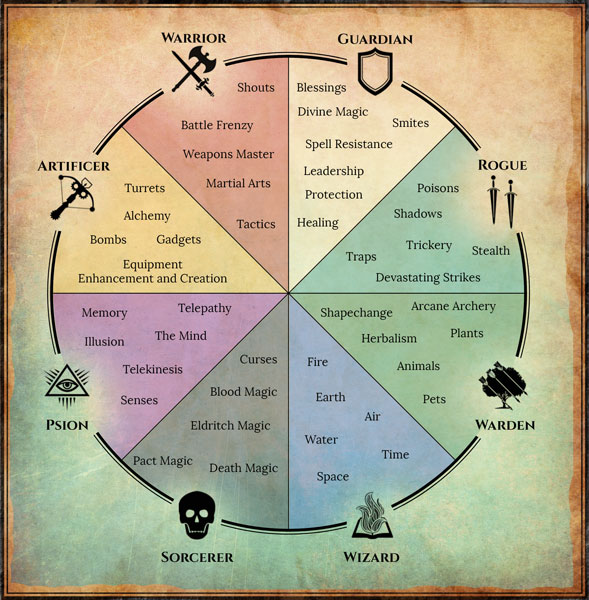 WARRIOR
GUARDIAN
Shouts
Battle Frenzy
Weapons Master
Martial Arts
Tactics
Blessings
Divine Magic
Smites
Spell Resistance
Leadership
Protection
Healing
ARTIFICER
ROGUE
Turrets
Alchemy
Bombs
Gadgets
Equipment
Enhancement and Creation
Poisons
Shadows
Trickery
Stealth
Traps
Devastating Strikes
Memory
Telepathy
Illusion
The Mind
Telekinesis
Senses
PSION
Shapechange
Arcane Archery
Herbalism
Plants
Animals
Pets
WARDEN
Curses
Blood Magic
Eldritch Magic
Pact Magic
Death Magic
SORCERER
Fire
Earth
Air
Water
Time
Space
WIZARD